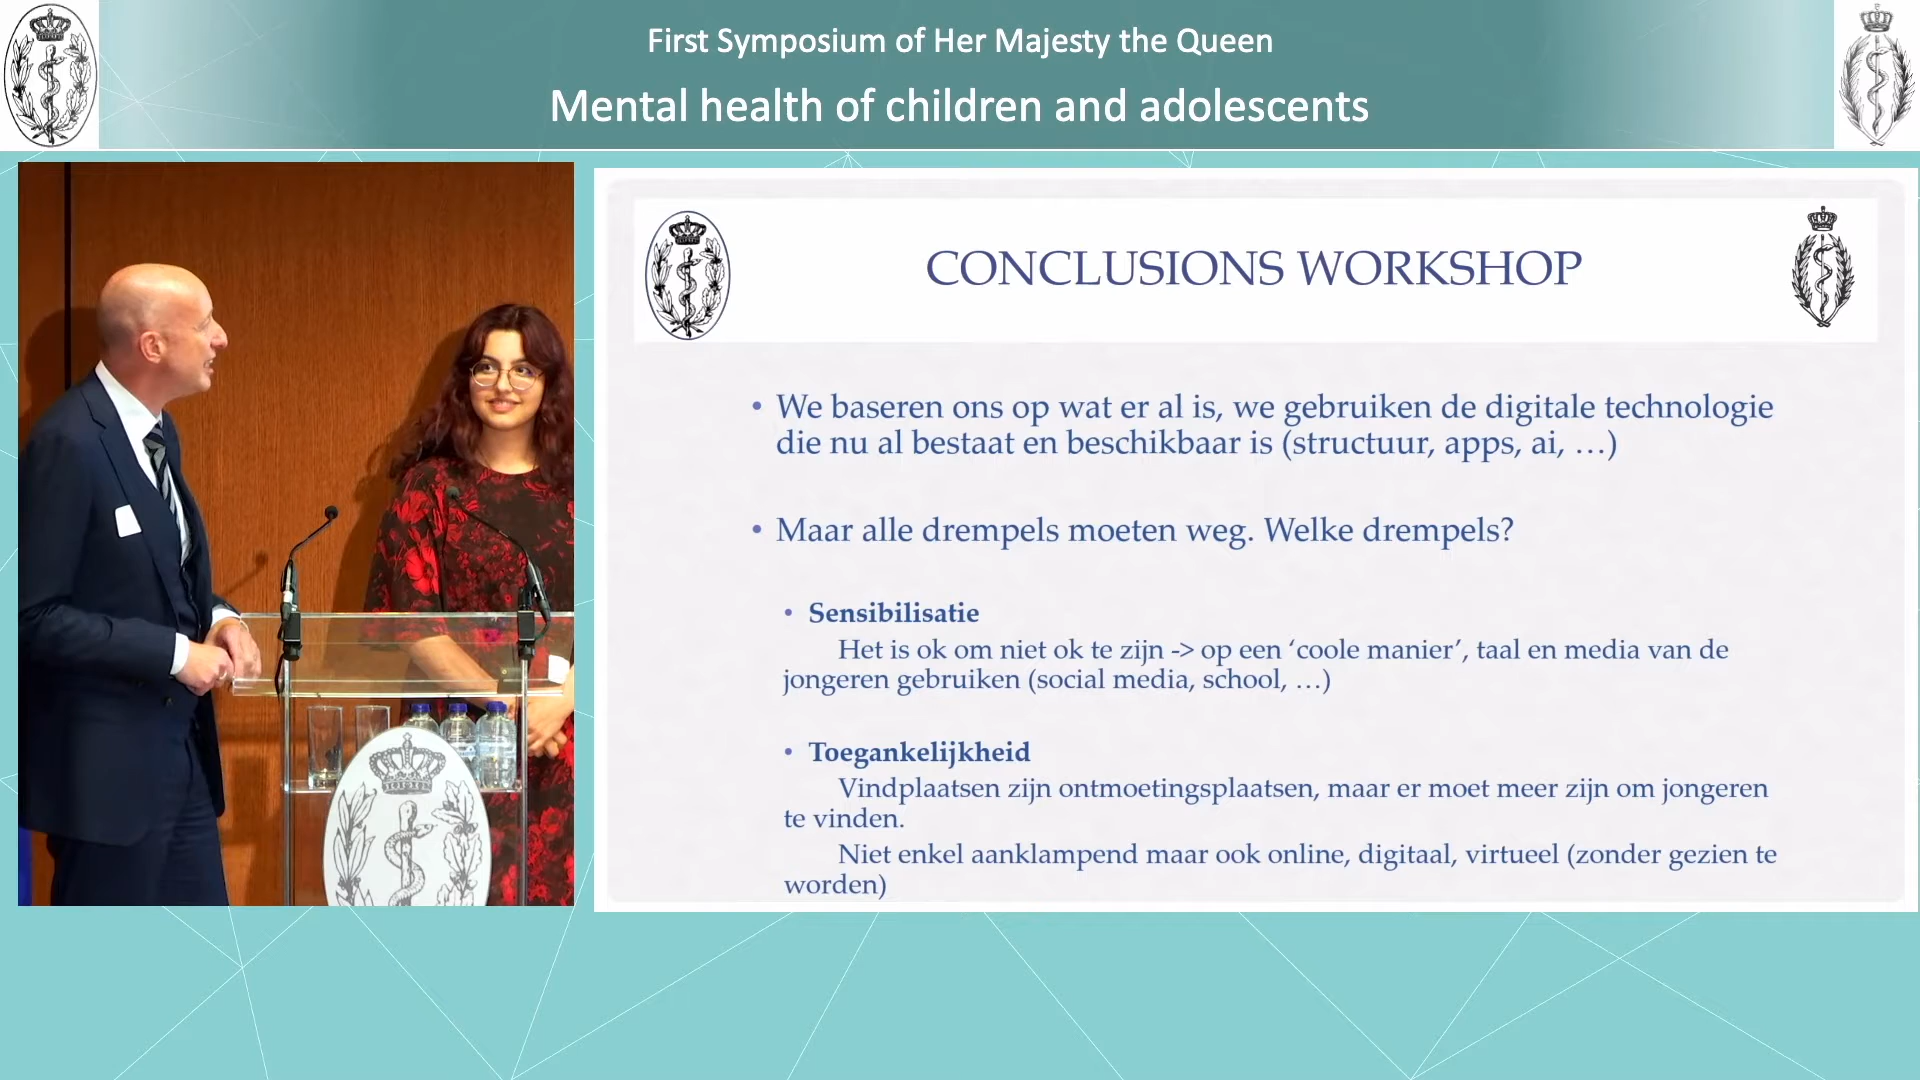 First Symposium of Her Majesty the Queen
Mental health of children and adolescents
CONCLUSIONS WORKSHOP
• We baseren ons op wat er al is, we gebruiken de digitale technologie
die nu al bestaat en beschikbaar is (structuur, apps, ai, …)
• Maar alle drempels moeten weg. Welke drempels?
• Sensibilisatie
Het is ok om niet ok te zijn -> op een ‘coole manier’, taal en media van de
jongeren gebruiken (social media, school, …)
• Toegankelijkheid
Vindplaatsen zijn ontmoetingsplaatsen, maar er moet meer zijn om jongeren
te vinden.
Niet enkel aanklampend maar ook online, digitaal, virtueel (zonder gezien te
worden)